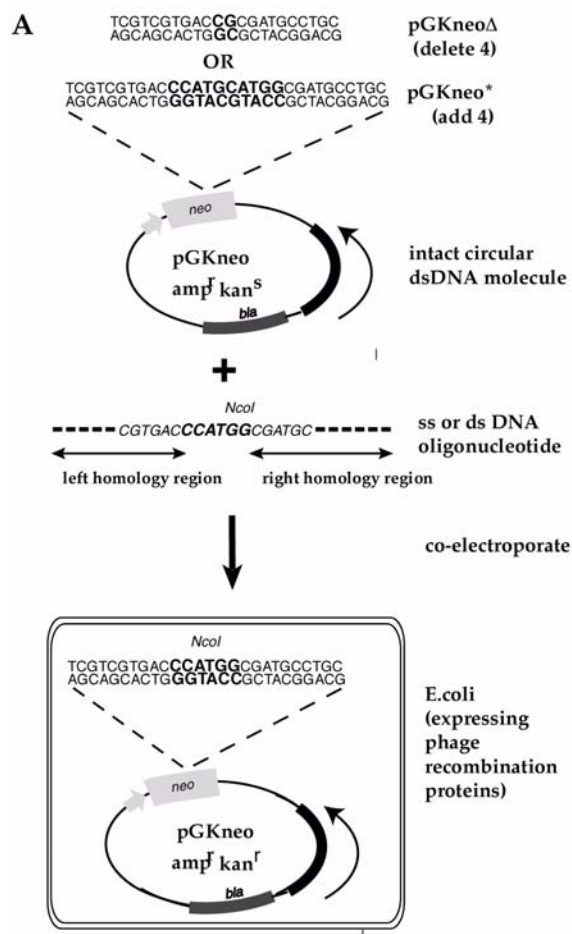 A
TCGTCGTGACCGCGATGCCTGC
AGCAGCACTGGCGCTACGGACG
pGKneoΔ
(delete 4)
OR
TCGTCGTGACCCATGCATGGCGATGCCTGC
AGCAGCACTGGGTACGTACCGCTACGGACG
pGKneo*
(add 4)
neo
pGKneo
ampr kans
bla
intact circular
dsDNA molecule
+
NcoI
CGTGACCCATGGCGATGC
ss or ds DNA
oligonucleotide
left homology region
right homology region
co-electroporate
NcoI
TCGTCGTGACCCATGGCGATGCCTGC
AGCAGCACTGGGTACCGCTACGGACG
E.coli
(expressing
phage
recombination
proteins)
neo
pGKneo
ampr kanr
bla